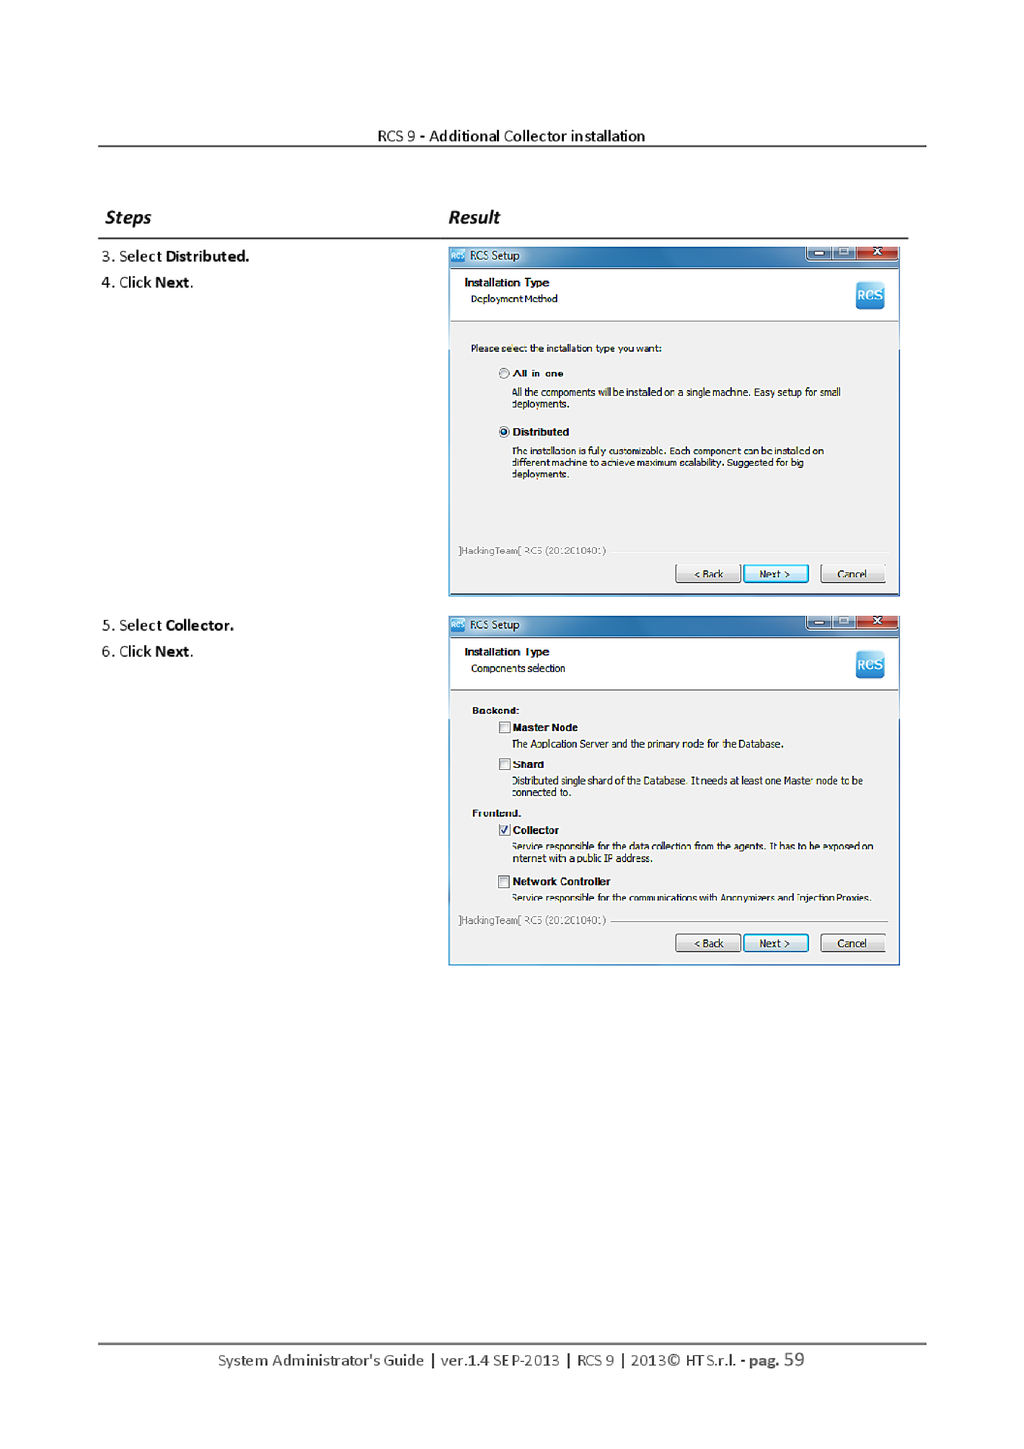 RCS 9 - Additional Collector installation
Steps
Result
3. Select Distributed.
4. Click Next.
RCS RCS Setup
Installation Type
Deployment Method
RCS
Please select the installation type you want:
All-in-one
All the components will be installed on a single machine. Easy setup for small
deployments.
Distributed
The installation is fully customizable. Each component can be installed on
different machine to achieve maximum scalability. Suggested for big
deployments.
]HackingTeam[ RCS (2012010401)
< Back Next > Cancel
5. Select Collector.
6. Click Next.
RCS RCS Setup
Installation Type
Components selection
RCS
Backend:
Master Node
The Application Server and the primary node for the Database.
Shard
Distributed single shard of the Database. It needs at least one Master node to be
connected to.
Frontend:
Collector
Service responsible for the data collection from the agents. It has to be exposed on
internet with a public IP address.
Network Controller
Service responsible for the communications with Anonymizers and Injection Proxies.
]HackingTeam[ RCS (2012010401)
< Back Next > Cancel
System Administrator's Guide | ver.1.4 SEP-2013 | RCS 9 | 2013© HT S.r.l. - pag. 59